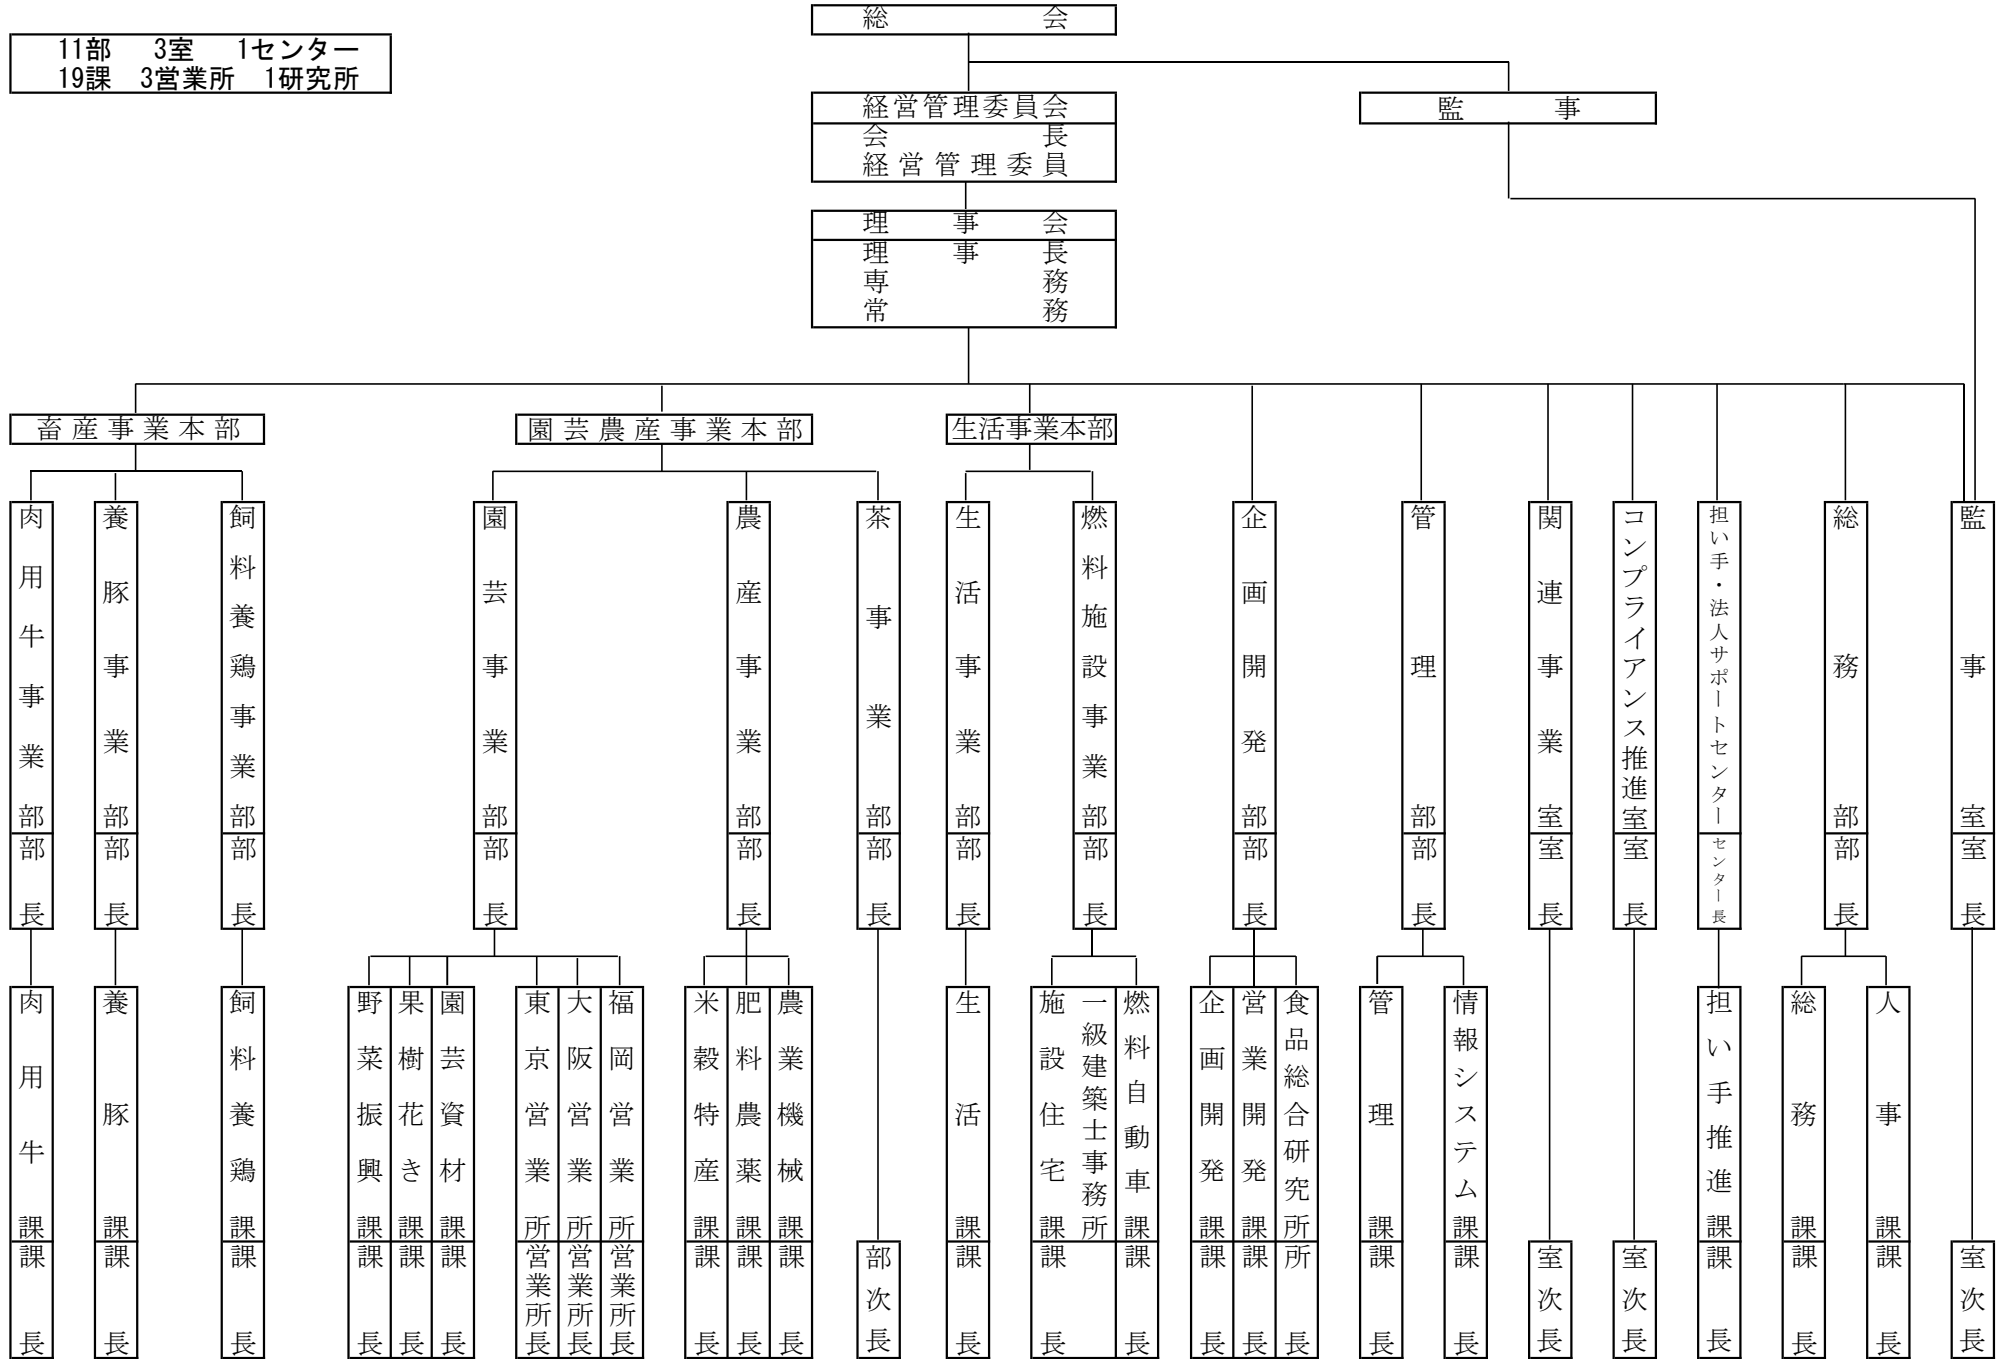 総会
11部 3室 1センター
19課 3営業所 1研究所
経営管理委員会
会長
経営管理委員
監事
理事会
理事長
専務
常務
畜産事業本部
園芸農産事業本部
生活事業本部
肉用牛事業部
部長
養豚事業部
部長
飼料養鶏事業部
部長
園芸事業部
部長
農産事業部
部長
茶事業部
部長
生活事業部
部長
燃料施設事業部
部長
企画開発部
部長
管理部
部長
関連事業室
室長
コンプライアンス推進室
室長
担い手・法人サポートセンター
センター長
総務部
部長
監事室
室長
肉用牛課
課長
養豚課
課長
飼料養鶏課
課長
野菜振興課
課長
果樹花き課
課長
園芸資材課
課長
東京営業所
営業所長
大阪営業所
営業所長
福岡営業所
営業所長
米穀特産課
課長
肥料農薬課
課長
農業機械課
課長
部次長
生活課
課長
施設住宅課
課長
一級建築士事務所
燃料自動車課
課長
企画開発課
課長
営業開発課
課長
食品総合研究所
所長
管理課
課長
情報システム課
課長
室次長
室次長
担い手推進課
課長
総務課
課長
人事課
課長
室次長